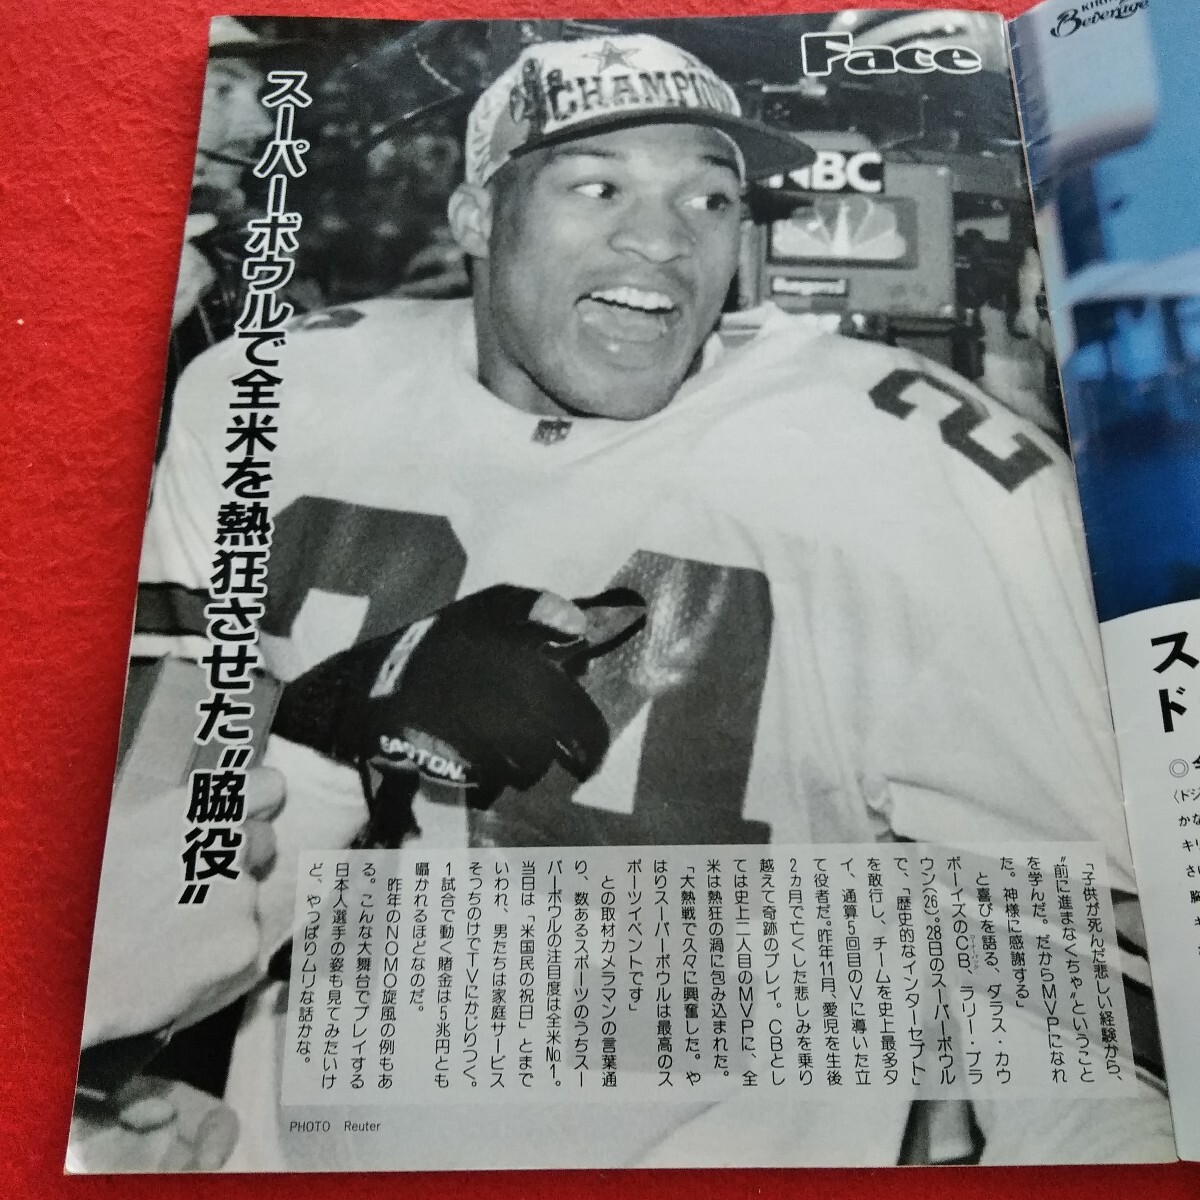 Face
スーパーボウルで全米を熱狂させた〝脇役〟
CHAMPION
NBC
2
EASTON
「子供が死んだ悲しい経験から、
〝前に進まなくちゃ〟ということ
を学んだ。だからMVPになれ
た。神様に感謝する」
と喜びを語る、ダラス・カウ
ボーイズのCB、ラリー・ブラ
ウン(26)。28日のスーパーボウル
で、「歴史的なインターセプト」
を敢行し、チームを史上最多タ
イ、通算5回目のVに導いた立
て役者だ。昨年11月、愛児を生後
2カ月で亡くした悲しみを乗り
越えて奇跡のプレイ。CBとし
ては史上二人目のMVPに、全
米は熱狂の渦に包み込まれた。
「大熱戦で久々に興奮した。や
はりスーパーボウルは最高のス
ポーツイベントです」
との取材カメラマンの言葉通
り、数あるスポーツのうちスー
パーボウルの注目度は全米No.1。
当日は「米国民の祝日」とまで
いわれ、男たちは家庭サービス
そっちのけでTVにかじりつく。
1試合で動く賭金は5兆円とも
囁かれるほどなのだ。
昨年のNOMO旋風の例もあ
る。こんな大舞台でプレイする
日本人選手の姿も見てみたいけ
ど、やっぱりムリな話かな。
PHOTO Reuter
Beverage
ス
ド
◎今
〈ドジ
かな
キリ
さい